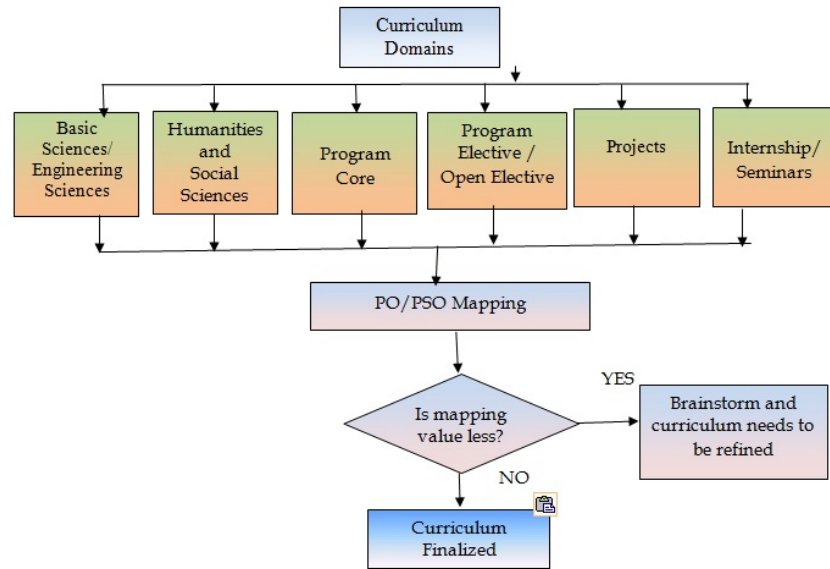 Curriculum
Domains
Basic
Sciences/
Engineering
Sciences
Humanities
and
Social
Sciences
Program
Core
Program
Elective /
Open Elective
Projects
Internship/
Seminars
PO/PSO Mapping
Is mapping
value less?
YES
Brainstorm and
curriculum needs to
be refined
NO
Curriculum
Finalized